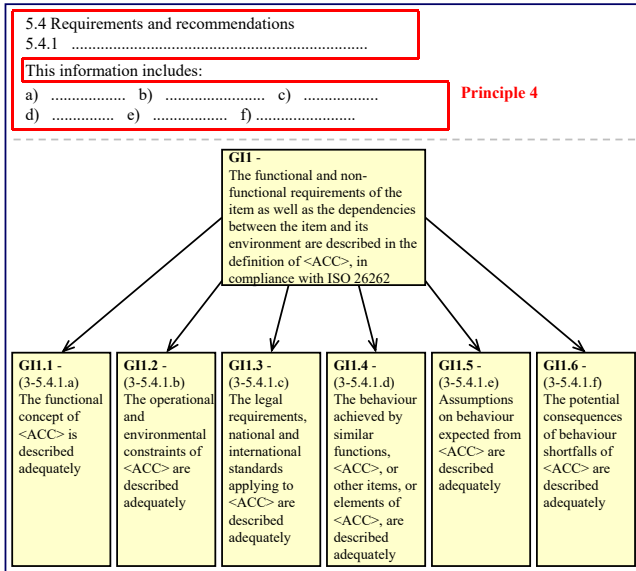 5.4 Requirements and recommendations
5.4.1 ...............................................................................
This information includes:
a) .................... b) ........................... c) ....................
d) ................. e) .................... f) ...........................
Principle 4
GI1 -
The functional and non-
functional requirements of the
item as well as the dependencies
between the item and its
environment are described in the
definition of <ACC>, in
compliance with ISO 26262
GI1.1 -
(3-5.4.1.a)
The functional
concept of
<ACC> is
described
adequately
GI1.2 -
(3-5.4.1.b)
The operational
and
environmental
constraints of
<ACC> are
described
adequately
GI1.3 -
(3-5.4.1.c)
The legal
requirements,
national and
international
standards
applying to
<ACC> are
described
adequately
GI1.4 -
(3-5.4.1.d)
The behaviour
achieved by
similar
functions,
<ACC>, or
other items, or
elements of
<ACC>, are
described
adequately
GI1.5 -
(3-5.4.1.e)
Assumptions
on behaviour
expected from
<ACC> are
described
adequately
GI1.6 -
(3-5.4.1.f)
The potential
consequences
of behaviour
shortfalls of
<ACC> are
described
adequately